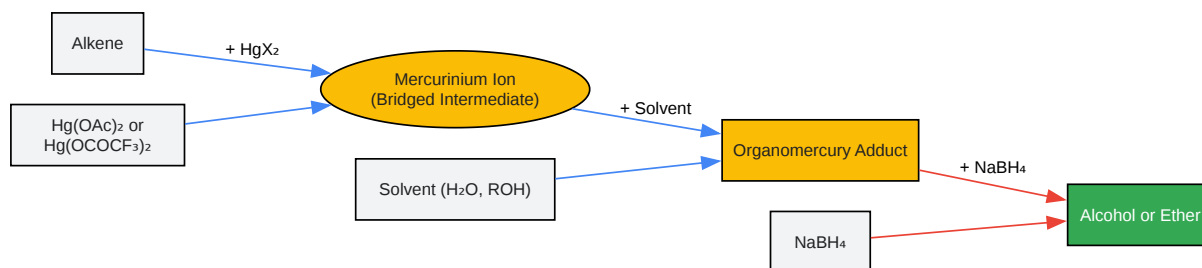 Alkene
+ HgX₂
Hg(OAc)₂ or
Hg(OCOCF₃)₂
Mercurinium Ion
(Bridged Intermediate)
+ Solvent
Solvent (H₂O, ROH)
Organomercury Adduct
+ NaBH₄
NaBH₄
Alcohol or Ether